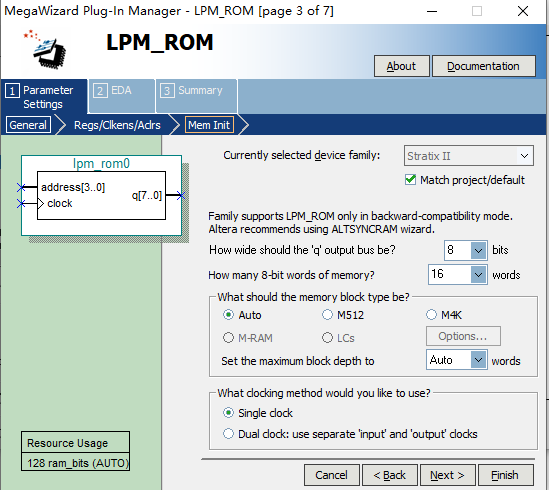 MegaWizard Plug-In Manager - LPM_ROM [page 3 of 7]
LPM_ROM
About
Documentation
1 Parameter Settings
2 EDA
3 Summary
General
Regs/Clkens/Adrs
Mem Init
lpm_rom0
address[3..0]
clock
q[7..0]
Resource Usage
128 ram_bits (AUTO)
Currently selected device family:
Stratix II
Match project/default
Family supports LPM_ROM only in backward-compatibility mode.
Altera recommends using ALTSYNCRAM wizard.
How wide should the 'q' output bus be?
8
bits
How many 8-bit words of memory?
16
words
What should the memory block type be?
Auto
M512
M4K
M-RAM
LCs
Options...
Set the maximum block depth to
Auto
words
What clocking method would you like to use?
Single clock
Dual clock: use separate 'input' and 'output' clocks
Cancel
< Back
Next >
Finish